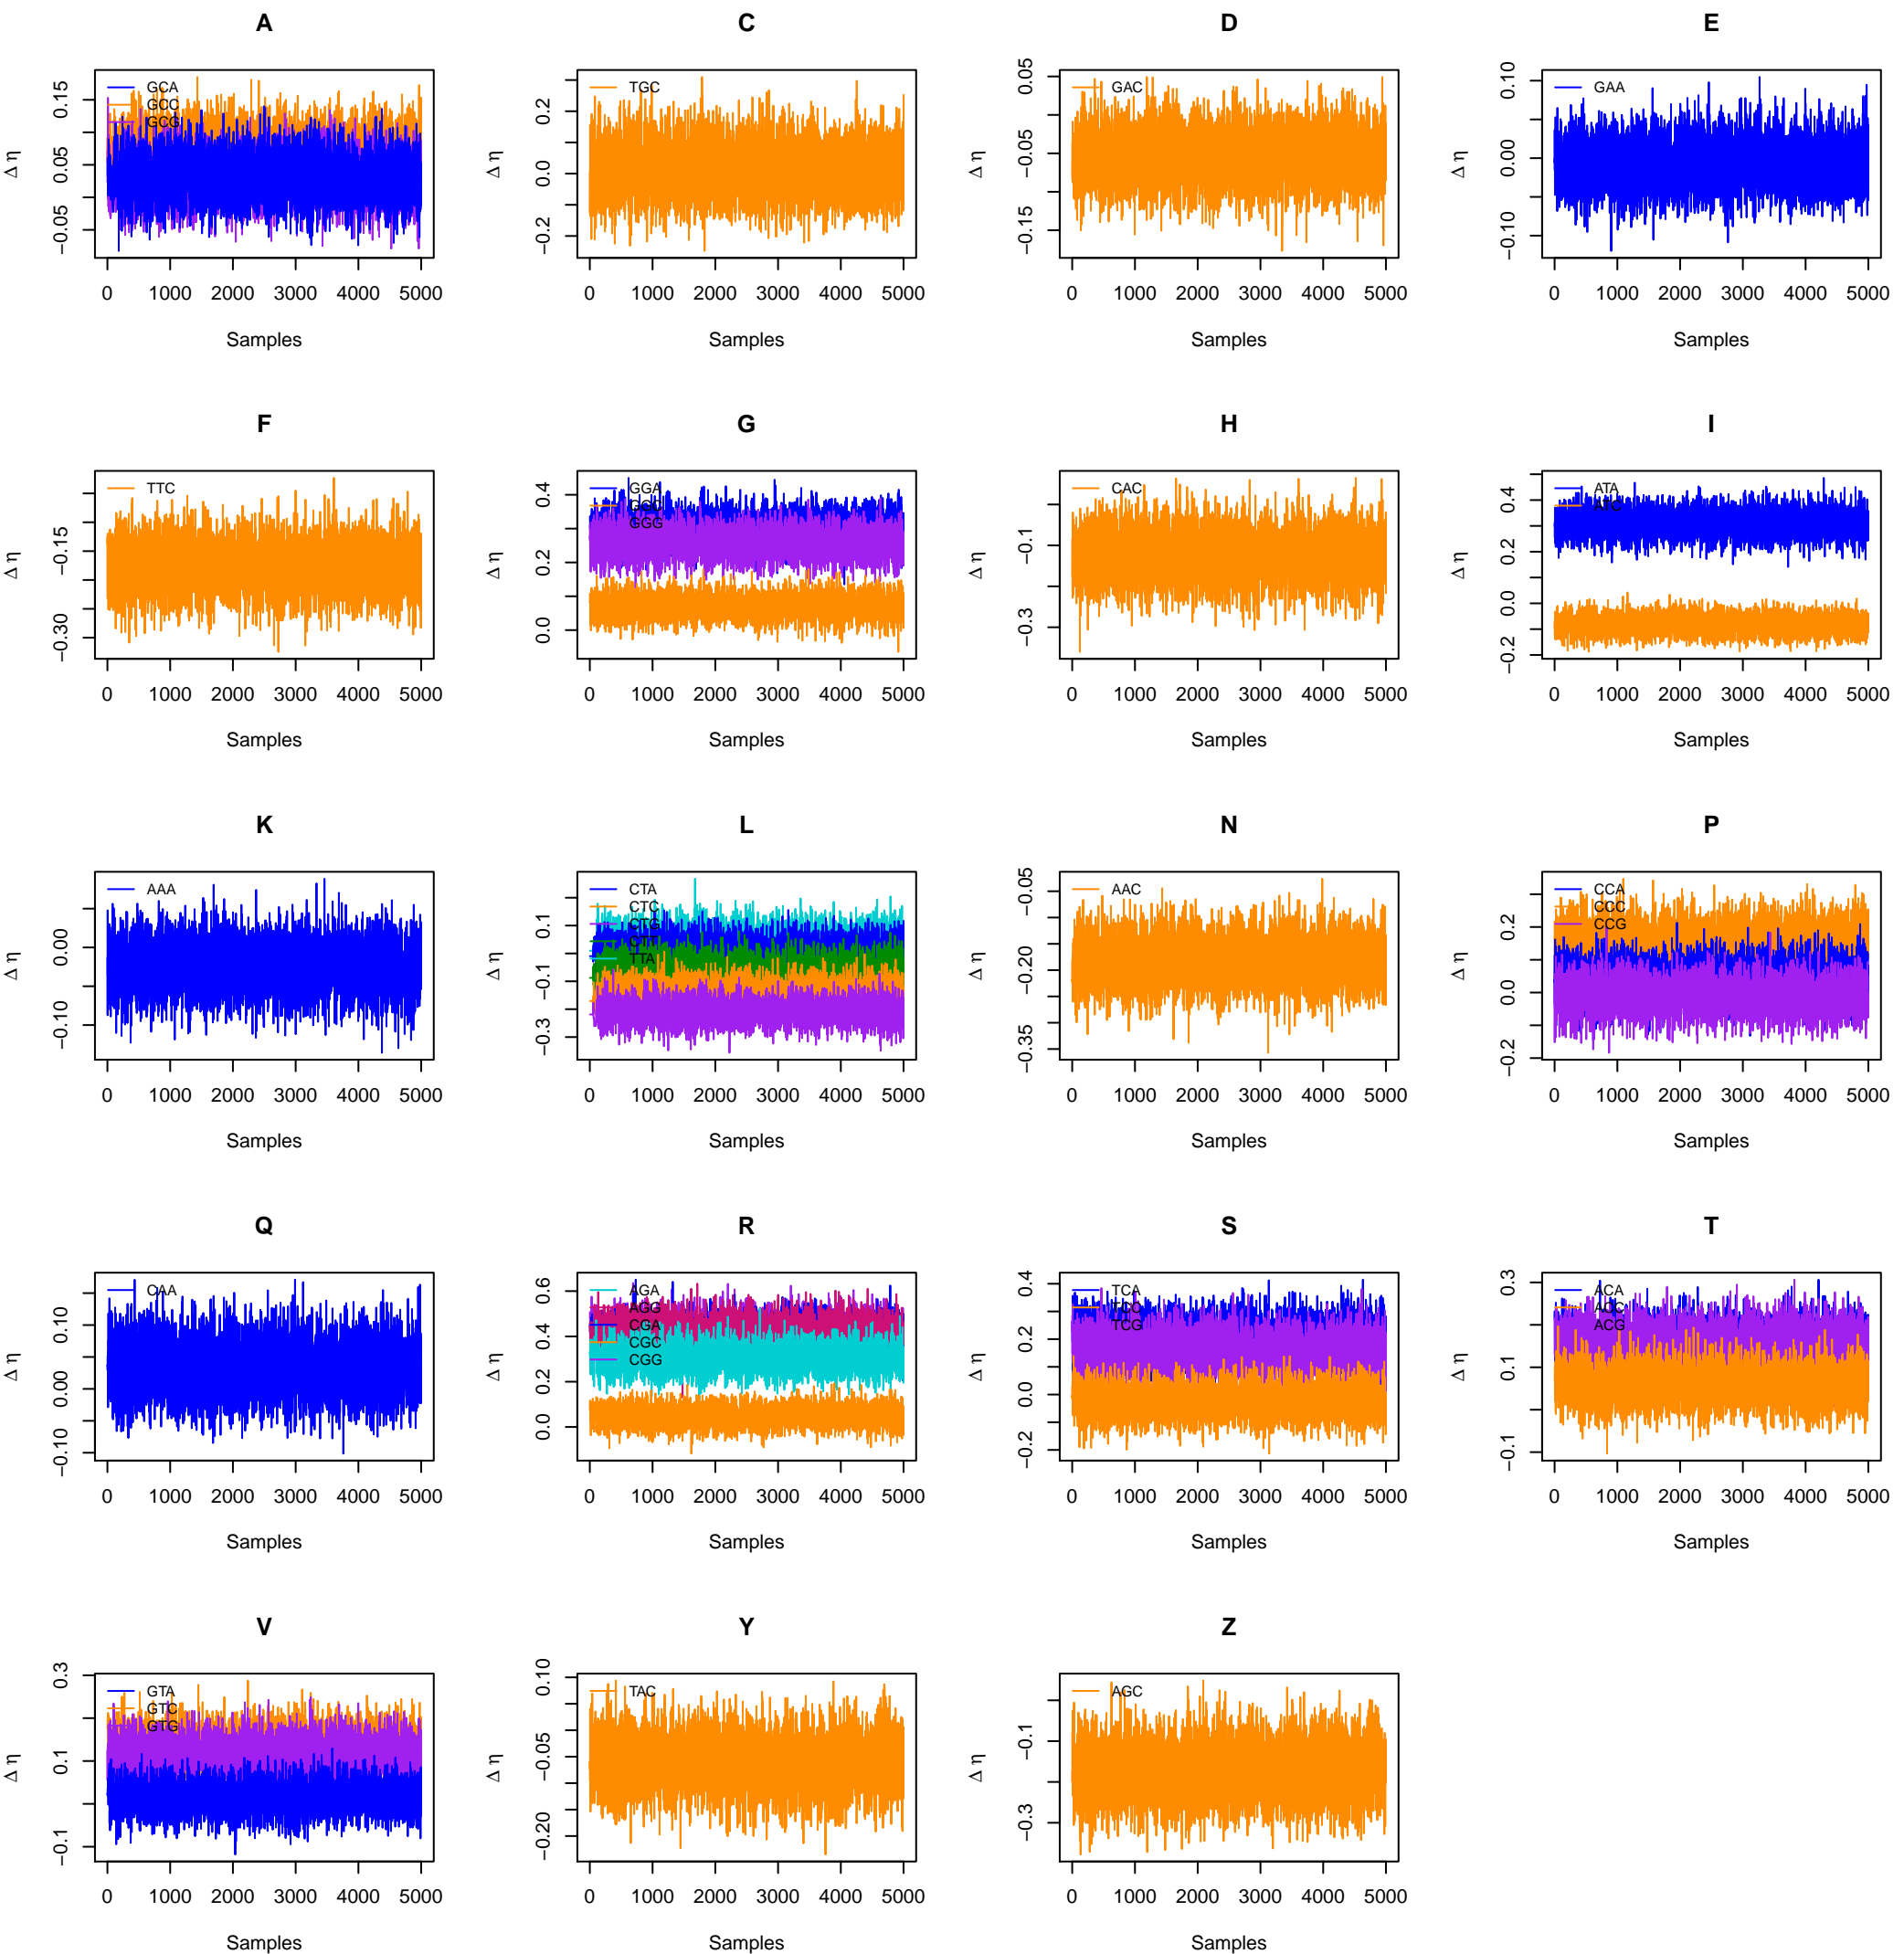 A
C
D
E
Δ η
0.15
0.05
−0.05
GCA
GCC
GCG
0 1000 2000 3000 4000 5000
Samples
Δ η
0.2
0.0
−0.2
TGC
0 1000 2000 3000 4000 5000
Samples
Δ η
0.05
−0.05
−0.15
GAC
0 1000 2000 3000 4000 5000
Samples
Δ η
0.10
0.00
−0.10
GAA
0 1000 2000 3000 4000 5000
Samples
F
G
H
I
Δ η
−0.15
−0.30
TTC
0 1000 2000 3000 4000 5000
Samples
Δ η
0.4
0.2
0.0
GGA
GGC
GGG
0 1000 2000 3000 4000 5000
Samples
Δ η
−0.1
−0.3
CAC
0 1000 2000 3000 4000 5000
Samples
Δ η
0.4
0.2
0.0
−0.2
ATA
ATC
0 1000 2000 3000 4000 5000
Samples
K
L
N
P
Δ η
0.00
−0.10
AAA
0 1000 2000 3000 4000 5000
Samples
Δ η
0.1
−0.1
−0.3
CTA
CTC
CTG
CTT
TTA
0 1000 2000 3000 4000 5000
Samples
Δ η
−0.05
−0.20
−0.35
AAC
0 1000 2000 3000 4000 5000
Samples
Δ η
0.2
0.0
−0.2
CCA
CCC
CCG
0 1000 2000 3000 4000 5000
Samples
Q
R
S
T
Δ η
0.10
0.00
−0.10
CAA
0 1000 2000 3000 4000 5000
Samples
Δ η
0.6
0.4
0.2
0.0
AGA
AGG
CGA
CGC
CGG
0 1000 2000 3000 4000 5000
Samples
Δ η
0.4
0.2
0.0
−0.2
TCA
TCC
TCG
0 1000 2000 3000 4000 5000
Samples
Δ η
0.3
0.1
−0.1
ACA
ACC
ACG
0 1000 2000 3000 4000 5000
Samples
V
Y
Z
Δ η
0.3
0.1
−0.1
GTA
GTC
GTG
0 1000 2000 3000 4000 5000
Samples
Δ η
0.10
−0.05
−0.20
TAC
0 1000 2000 3000 4000 5000
Samples
Δ η
−0.1
−0.3
AGC
0 1000 2000 3000 4000 5000
Samples